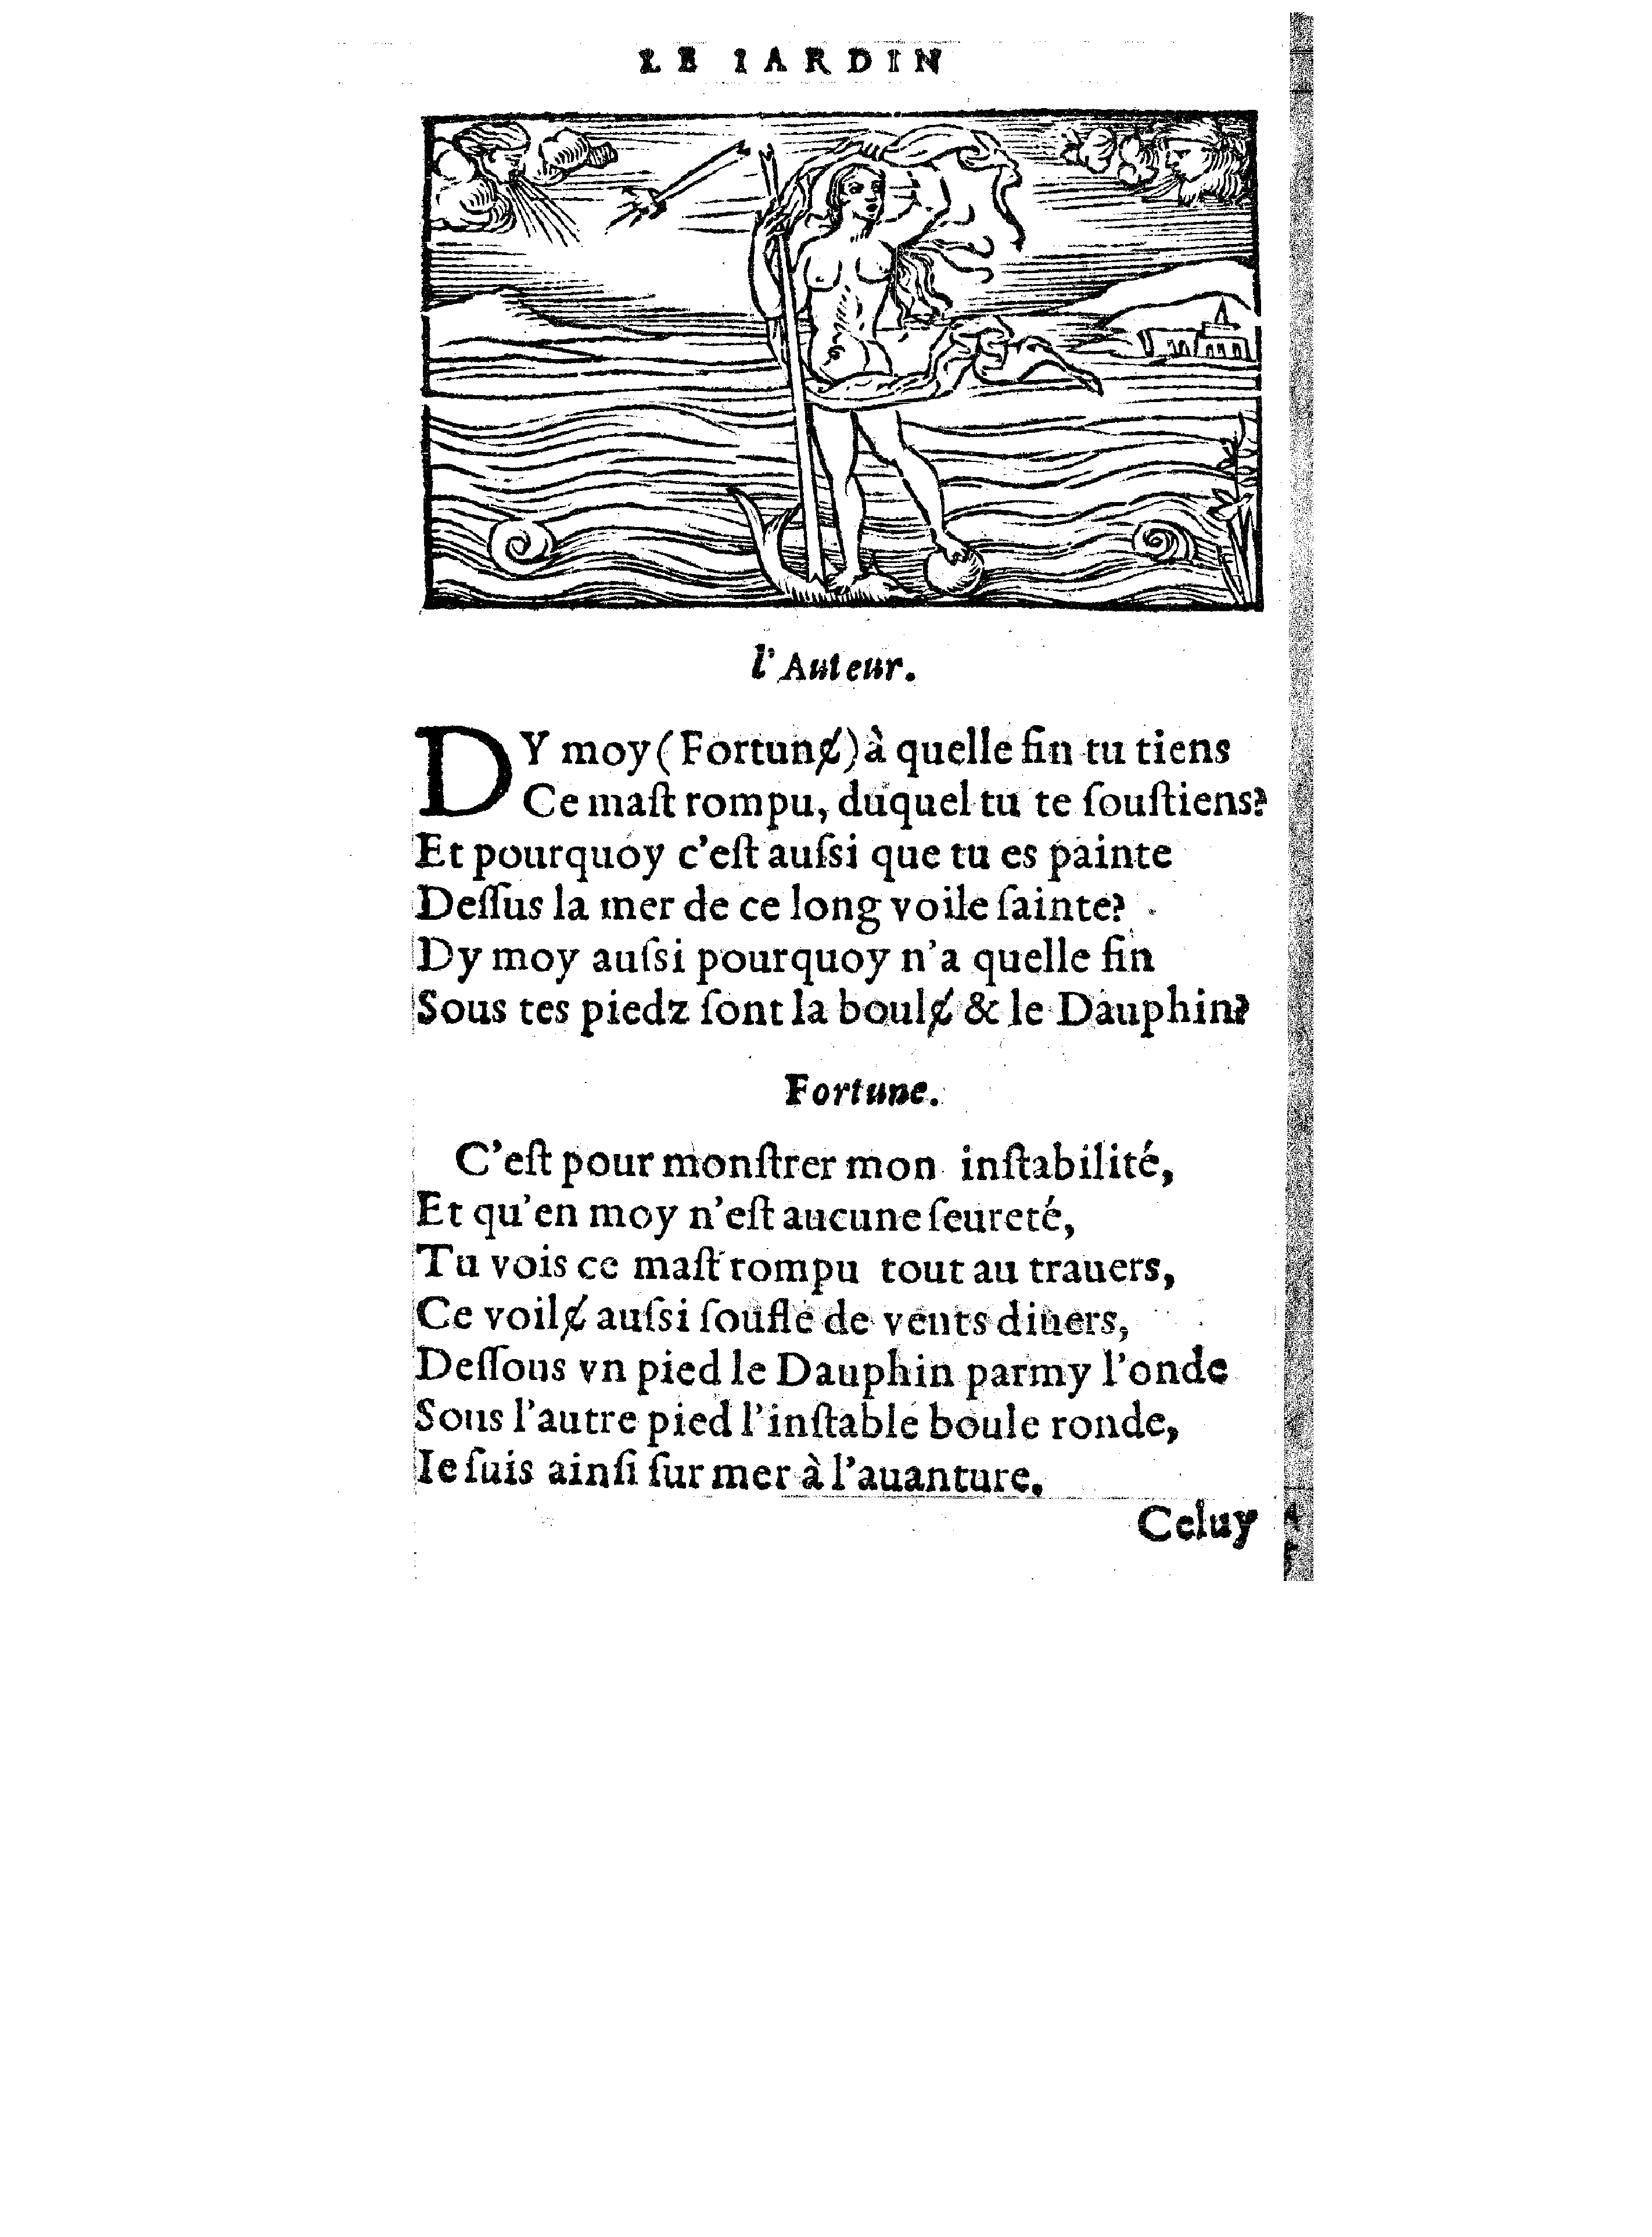 LE IARDIN
l'Auteur.
DY moy (Fortunɇ) à quelle fin tu tiens
Ce maſt rompu, duquel tu te ſouſtiens?
Et pourquoy c'eſt auſsi que tu es painte
Deſſus la mer de ce long voile ſainte?
Dy moy auſsi pourquoy n'a quelle fin
Sous tes piedz ſont la boulɇ & le Dauphin?
Fortune.
C'eſt pour monſtrer mon inſtabilité,
Et qu'en moy n'eſt aucune ſeureté,
Tu vois ce maſt rompu tout au trauers,
Ce voilɇ auſsi ſouflé de vents diuers,
Deſſous vn pied le Dauphin parmy l'onde
Sous l'autre pied l'inſtable boule ronde,
Ie ſuis ainſi ſur mer à l'auanture.
Celuy